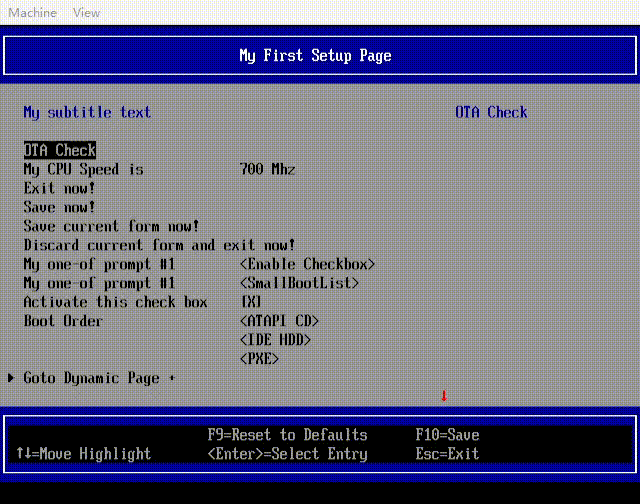 Machine View
My First Setup Page
My subtitle text OTA Check
OTA Check
My CPU Speed is 700 Mhz
Exit now!
Save now!
Save current form now!
Discard current form and exit now!
My one-of prompt #1 <Enable Checkbox>
My one-of prompt #1 <SmallBootList>
Activate this check box [X]
Boot Order <ATAPI CD>
<IDE HDD>
<PXE>
Goto Dynamic Page +
F9=Reset to Defaults F10=Save
↑↓=Move Highlight <Enter>=Select Entry Esc=Exit